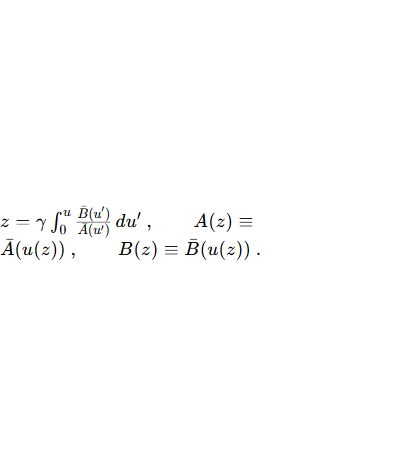 z = γ ∫₀ᵘ B̄(u′)/Ā(u′) du′ , A(z) ≡
Ā(u(z)) , B(z) ≡ B̄(u(z)) .